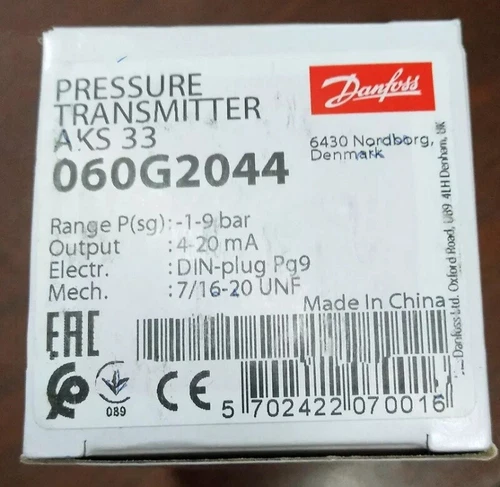 PRESSURE
TRANSMITTER
AKS 33
060G2044
Danfoss
6430 Nordborg,
Denmark
Range P(sg): -1-9 bar
Output : 4-20 mA
Electr. : DIN-plug Pg9
Mech. : 7/16-20 UNF
Made In China
Danfoss Ltd. Oxford Road, UB9 4LH Denham, UK
EAC
089
CE
5 702422 070016